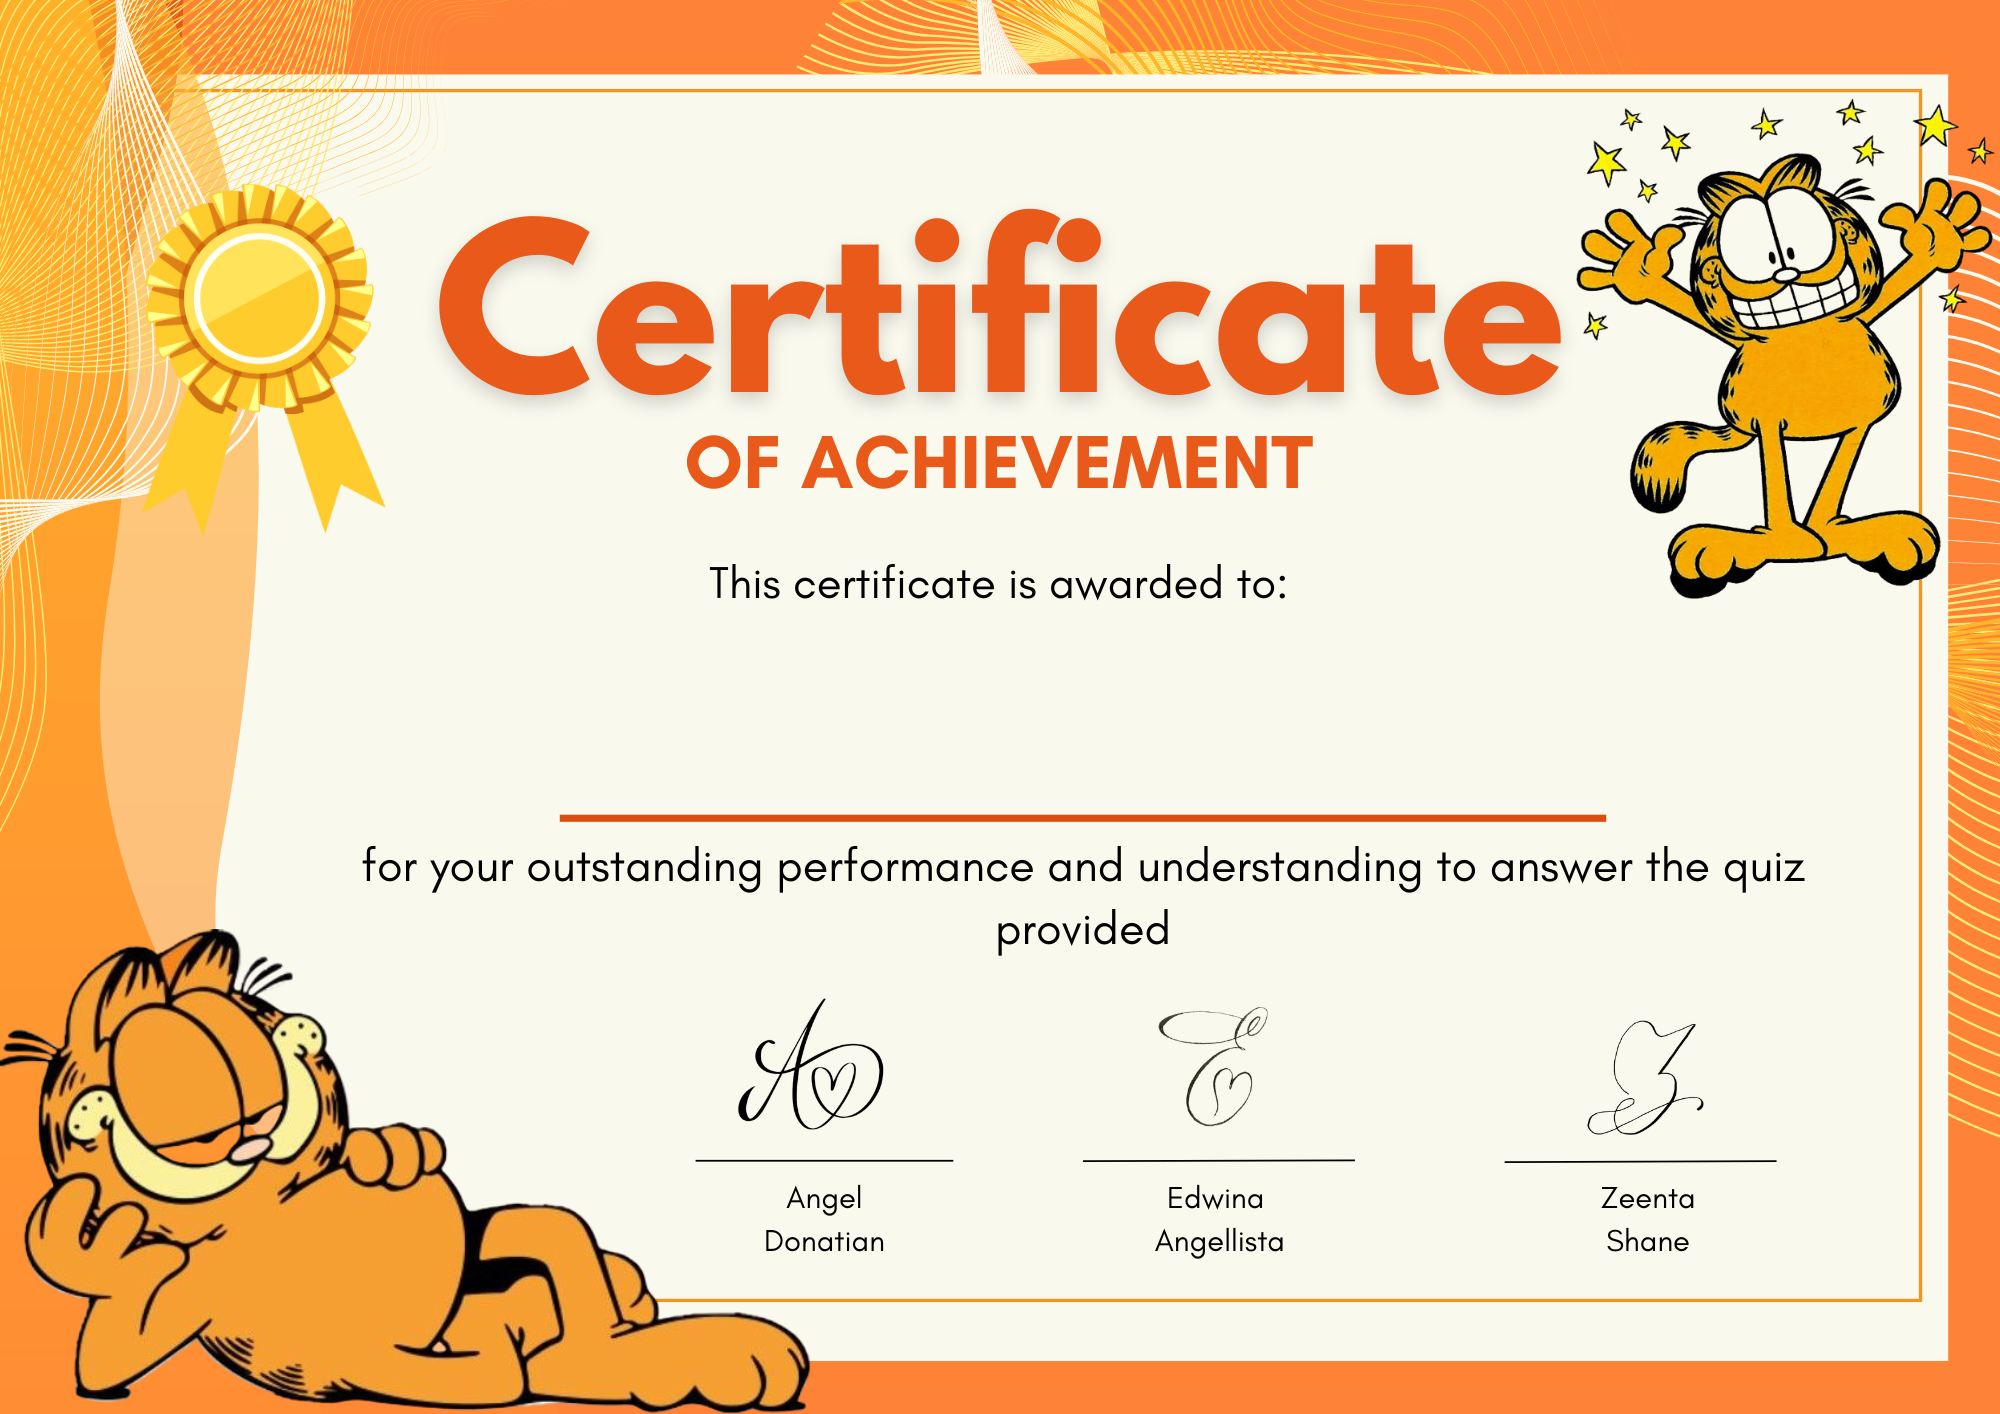 Certificate
OF ACHIEVEMENT
This certificate is awarded to:
for your outstanding performance and understanding to answer the quiz
provided
A
E
Z
Angel
Donatian
Edwina
Angellista
Zeenta
Shane